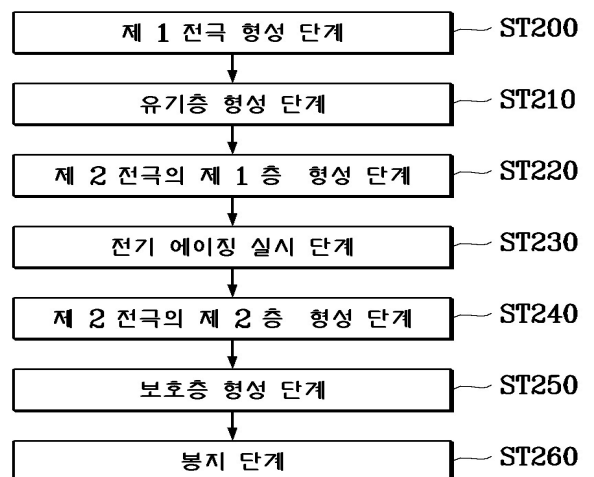 제 1 전극 형성 단계 ST200
유기층 형성 단계 ST210
제 2 전극의 제 1 층 형성 단계 ST220
전기 에이징 실시 단계 ST230
제 2 전극의 제 2 층 형성 단계 ST240
보호층 형성 단계 ST250
봉지 단계 ST260